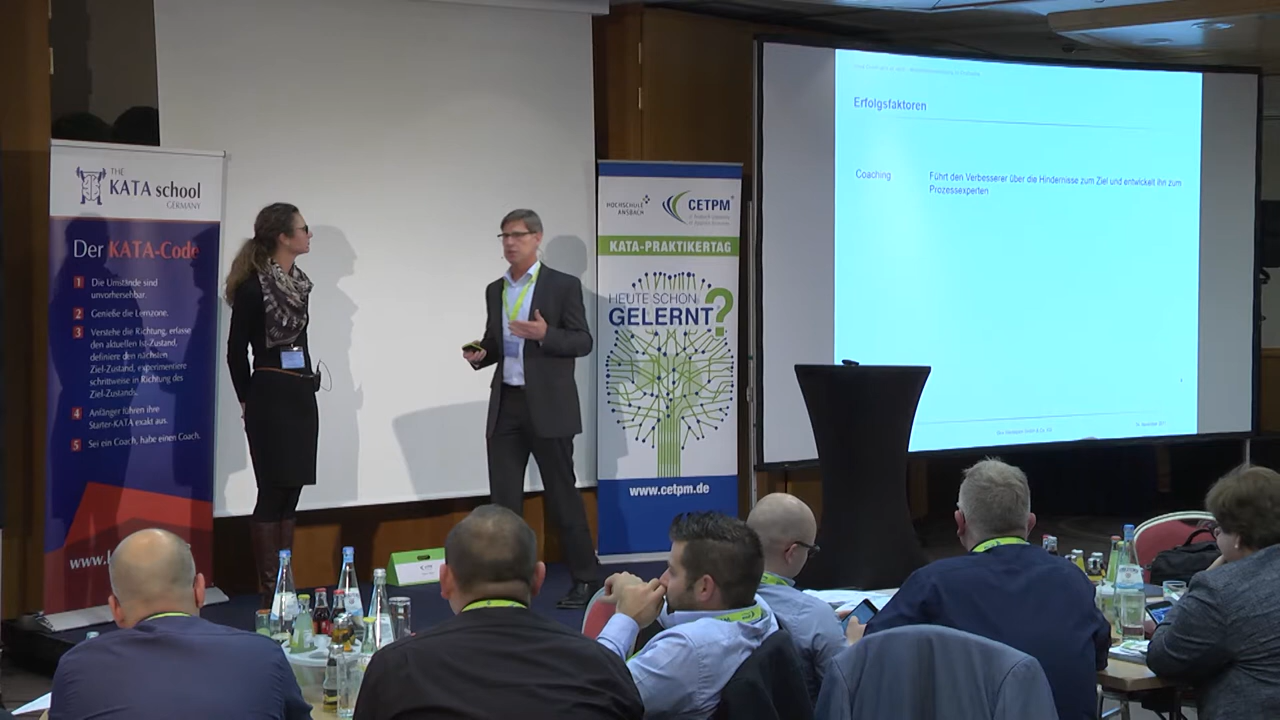 THE
KATA school
GERMANY
Der KATA-Code
1 Die Umstände sind
unvorhersehbar.
2 Genieße die Lernzone.
3 Verstehe die Richtung, erfasse
den aktuellen Ist-Zustand,
definiere den nächsten
Ziel-Zustand, experimentiere
schrittweise in Richtung des
Ziel-Zustands.
4 Anfänger führen ihre
Starter-KATA exakt aus.
5 Sei ein Coach, habe einen Coach.
www.
HOCHSCHULE
ANSBACH
CETPM
KATA-PRAKTIKERTAG
HEUTE SCHON
GELERNT?
www.cetpm.de
Erfolgsfaktoren
Coaching
Führt den Verbesserer über die Hindernisse zum Ziel und entwickelt ihn zum
Prozessexperten